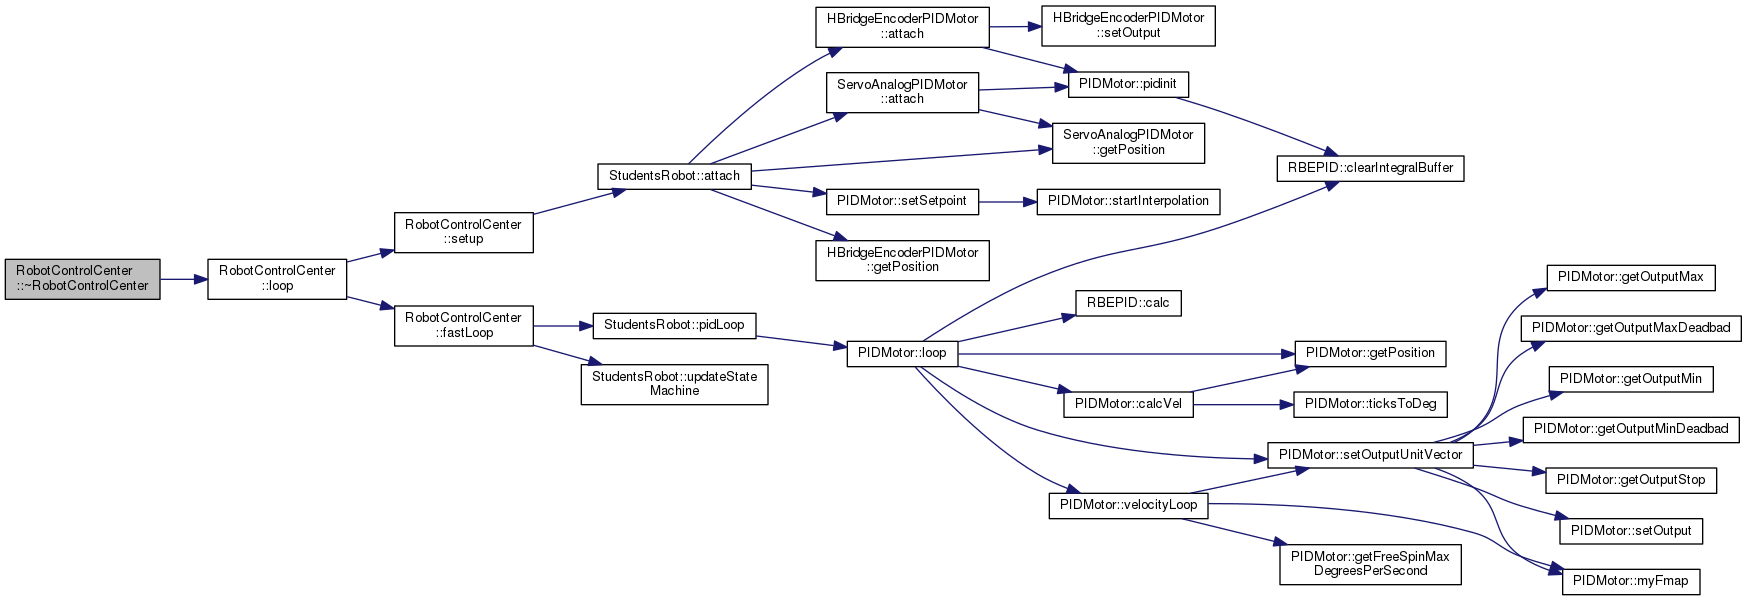 RobotControlCenter
::~RobotControlCenter
RobotControlCenter
::loop
RobotControlCenter
::setup
RobotControlCenter
::fastLoop
StudentsRobot::attach
StudentsRobot::pidLoop
StudentsRobot::updateState
Machine
HBridgeEncoderPIDMotor
::attach
ServoAnalogPIDMotor
::attach
PIDMotor::setSetpoint
HBridgeEncoderPIDMotor
::getPosition
PIDMotor::loop
HBridgeEncoderPIDMotor
::setOutput
PIDMotor::pidinit
ServoAnalogPIDMotor
::getPosition
PIDMotor::startInterpolation
RBEPID::calc
PIDMotor::calcVel
PIDMotor::velocityLoop
RBEPID::clearIntegralBuffer
PIDMotor::getPosition
PIDMotor::ticksToDeg
PIDMotor::setOutputUnitVector
PIDMotor::getFreeSpinMax
DegreesPerSecond
PIDMotor::getOutputMax
PIDMotor::getOutputMaxDeadbad
PIDMotor::getOutputMin
PIDMotor::getOutputMinDeadbad
PIDMotor::getOutputStop
PIDMotor::setOutput
PIDMotor::myFmap